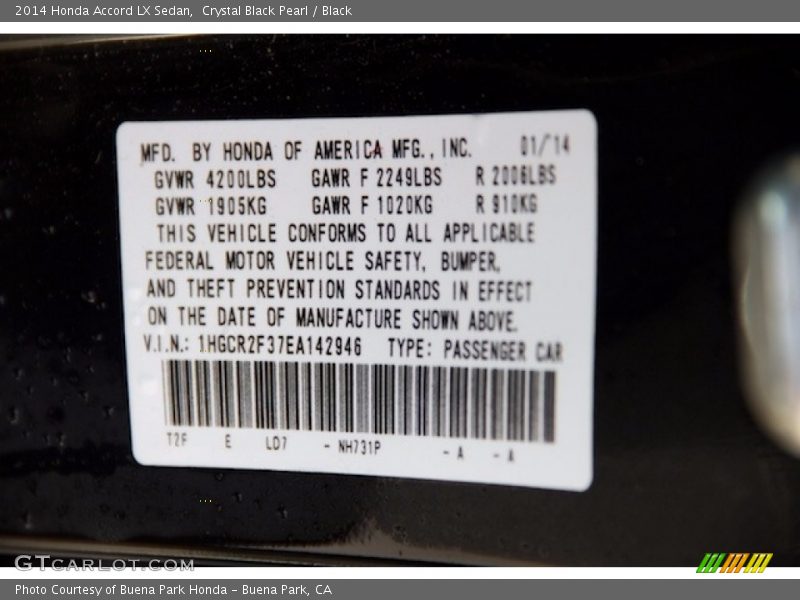 2014 Honda Accord LX Sedan,  Crystal Black Pearl / Black
MFD. BY HONDA OF AMERICA MFG., INC. 01/14
GVWR 4200LBS GAWR F 2249LBS R 2006LBS
GVWR 1905KG GAWR F 1020KG R 910KG
THIS VEHICLE CONFORMS TO ALL APPLICABLE
FEDERAL MOTOR VEHICLE SAFETY, BUMPER,
AND THEFT PREVENTION STANDARDS IN EFFECT
ON THE DATE OF MANUFACTURE SHOWN ABOVE.
V.I.N.: 1HGCR2F37EA142946 TYPE: PASSENGER CAR
T2F E LD7 - NH731P - A - A
GTCARLOT.COM
Photo Courtesy of Buena Park Honda - Buena Park, CA